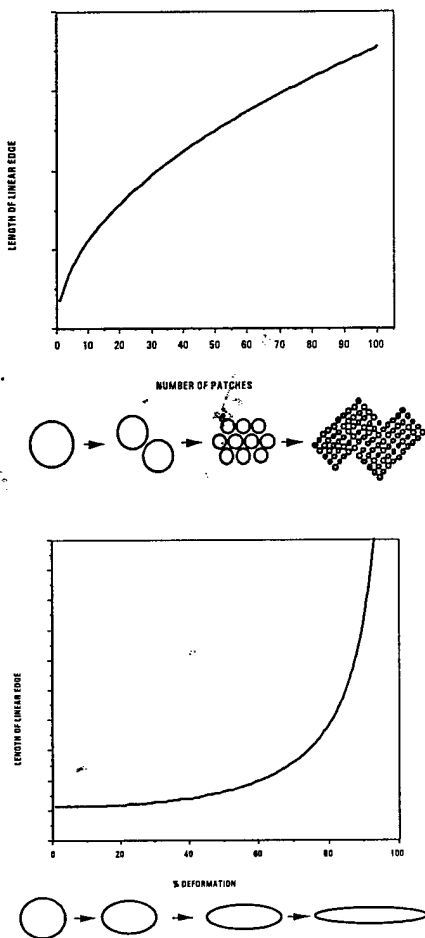 LENGTH OF LINEAR EDGE
0 10 20 30 40 50 60 70 80 90 100
NUMBER OF PATCHES
LENGTH OF LINEAR EDGE
0 20 40 60 80 100
% DEFORMATION